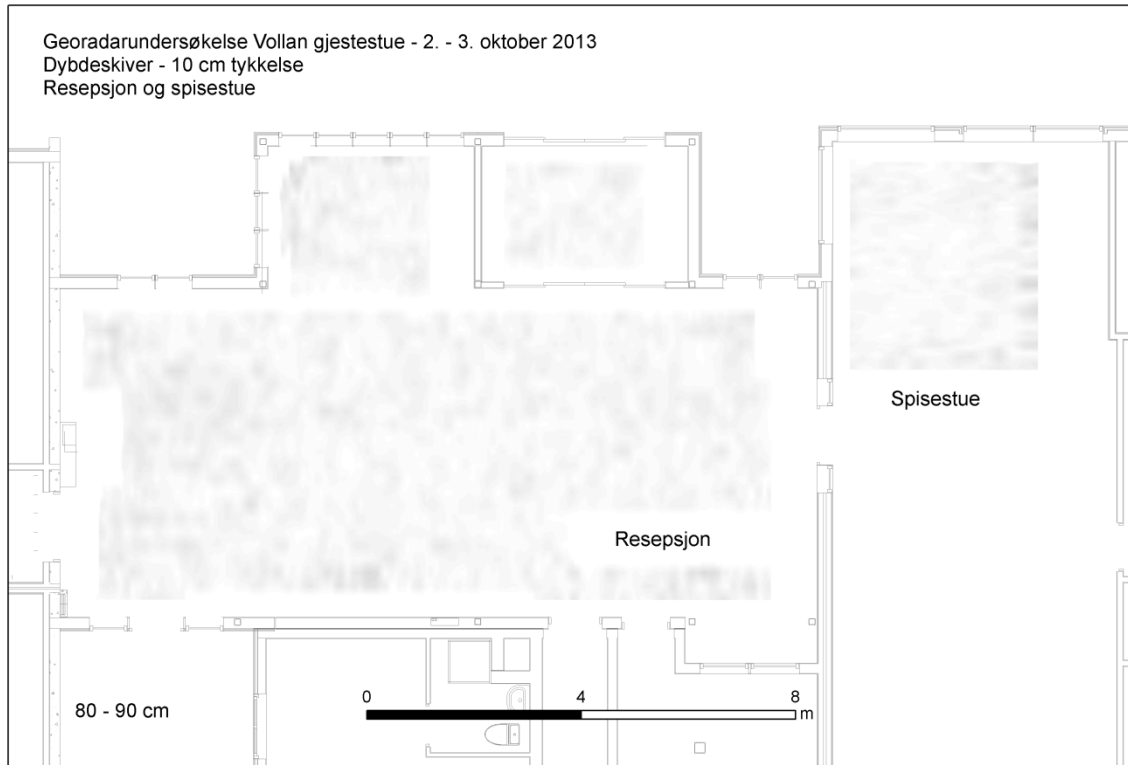 Georadarundersøkelse Vollan gjestestue - 2. - 3. oktober 2013
Dybdeskiver - 10 cm tykkelse
Resepsjon og spisestue
Spisestue
Resepsjon
80 - 90 cm
0 4 8
m